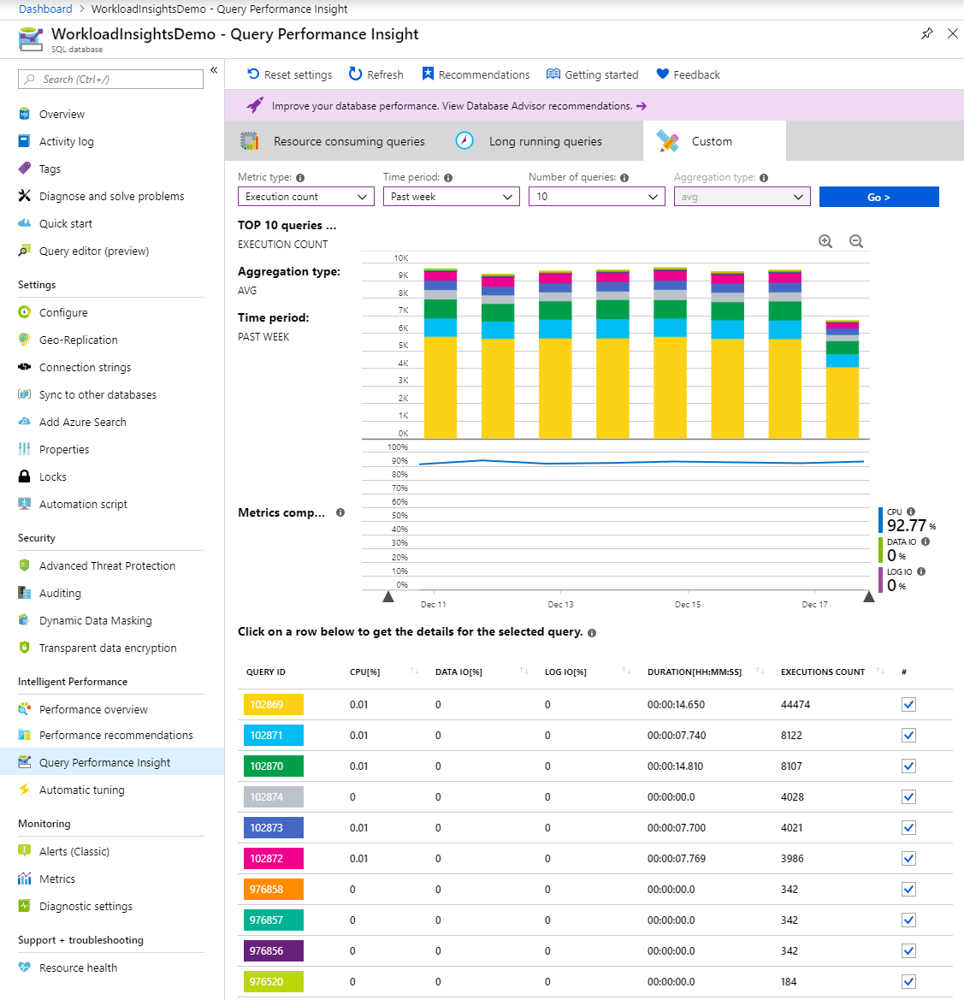 Dashboard > WorkloadInsightsDemo - Query Performance Insight
WorkloadInsightsDemo - Query Performance Insight
SQL database
Search (Ctrl+/)
«
Overview
Activity log
Tags
Diagnose and solve problems
Quick start
Query editor (preview)
Settings
Configure
Geo-Replication
Connection strings
Sync to other databases
Add Azure Search
Properties
Locks
Automation script
Security
Advanced Threat Protection
Auditing
Dynamic Data Masking
Transparent data encryption
Intelligent Performance
Performance overview
Performance recommendations
Query Performance Insight
Automatic tuning
Monitoring
Alerts (Classic)
Metrics
Diagnostic settings
Support + troubleshooting
Resource health
Reset settings Refresh Recommendations Getting started Feedback
Improve your database performance. View Database Advisor recommendations. →
Resource consuming queries Long running queries Custom
Metric type: Time period: Number of queries: Aggregation type:
Execution count Past week 10 avg Go >
TOP 10 queries ...
EXECUTION COUNT
Aggregation type:
AVG
Time period:
PAST WEEK
10K
9K
8K
7K
6K
5K
4K
3K
2K
1K
0K
100%
90%
80%
70%
60%
50%
40%
30%
20%
10%
0%
Metrics comp...
CPU
92.77 %
DATA IO
0 %
LOG IO
0 %
Dec 11 Dec 13 Dec 15 Dec 17
Click on a row below to get the details for the selected query.
QUERY ID CPU[%] DATA IO[%] LOG IO[%] DURATION[HH:MM:SS] EXECUTIONS COUNT #
102869 0.01 0 0 00:00:14.650 44474
102871 0.01 0 0 00:00:07.740 8122
102870 0.01 0 0 00:00:14.810 8107
102874 0 0 0 00:00:00.0 4028
102873 0.01 0 0 00:00:07.700 4021
102872 0.01 0 0 00:00:07.769 3986
976858 0 0 0 00:00:00.0 342
976857 0 0 0 00:00:00.0 342
976856 0 0 0 00:00:00.0 342
976520 0 0 0 00:00:00.0 184